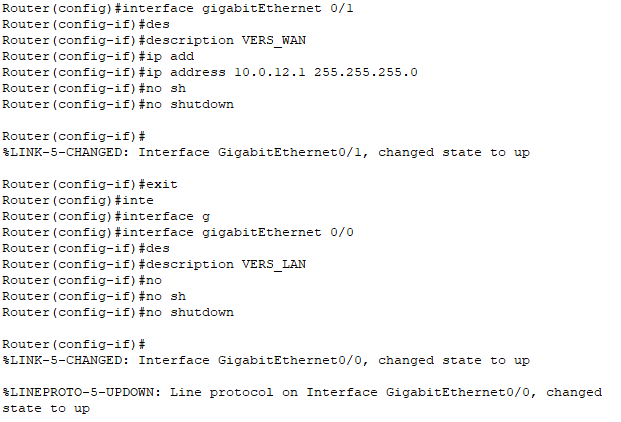 Router(config)#interface gigabitEthernet 0/1
Router(config-if)#des
Router(config-if)#description VERS_WAN
Router(config-if)#ip add
Router(config-if)#ip address 10.0.12.1 255.255.255.0
Router(config-if)#no sh
Router(config-if)#no shutdown
Router(config-if)#
%LINK-5-CHANGED: Interface GigabitEthernet0/1, changed state to up
Router(config-if)#exit
Router(config)#inte
Router(config)#interface g
Router(config)#interface gigabitEthernet 0/0
Router(config-if)#des
Router(config-if)#description VERS_LAN
Router(config-if)#no
Router(config-if)#no sh
Router(config-if)#no shutdown
Router(config-if)#
%LINK-5-CHANGED: Interface GigabitEthernet0/0, changed state to up
%LINEPROTO-5-UPDOWN: Line protocol on Interface GigabitEthernet0/0, changed
state to up